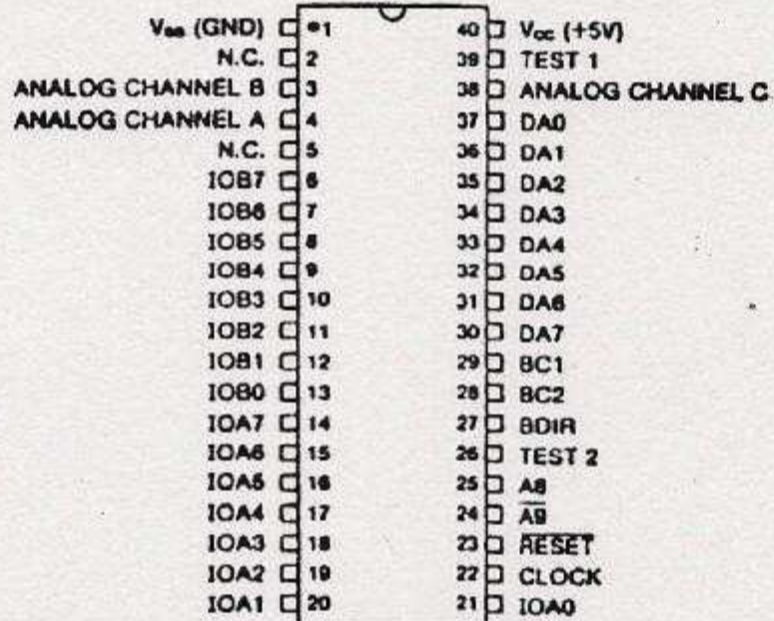 Vss (GND) 1 40 Vcc (+5V)
N.C. 2 39 TEST 1
ANALOG CHANNEL B 3 38 ANALOG CHANNEL C
ANALOG CHANNEL A 4 37 DA0
N.C. 5 36 DA1
IOB7 6 35 DA2
IOB6 7 34 DA3
IOB5 8 33 DA4
IOB4 9 32 DA5
IOB3 10 31 DA6
IOB2 11 30 DA7
IOB1 12 29 BC1
IOB0 13 28 BC2
IOA7 14 27 BDIR
IOA6 15 26 TEST 2
IOA5 16 25 A8
IOA4 17 24 A9
IOA3 18 23 RESET
IOA2 19 22 CLOCK
IOA1 20 21 IOA0